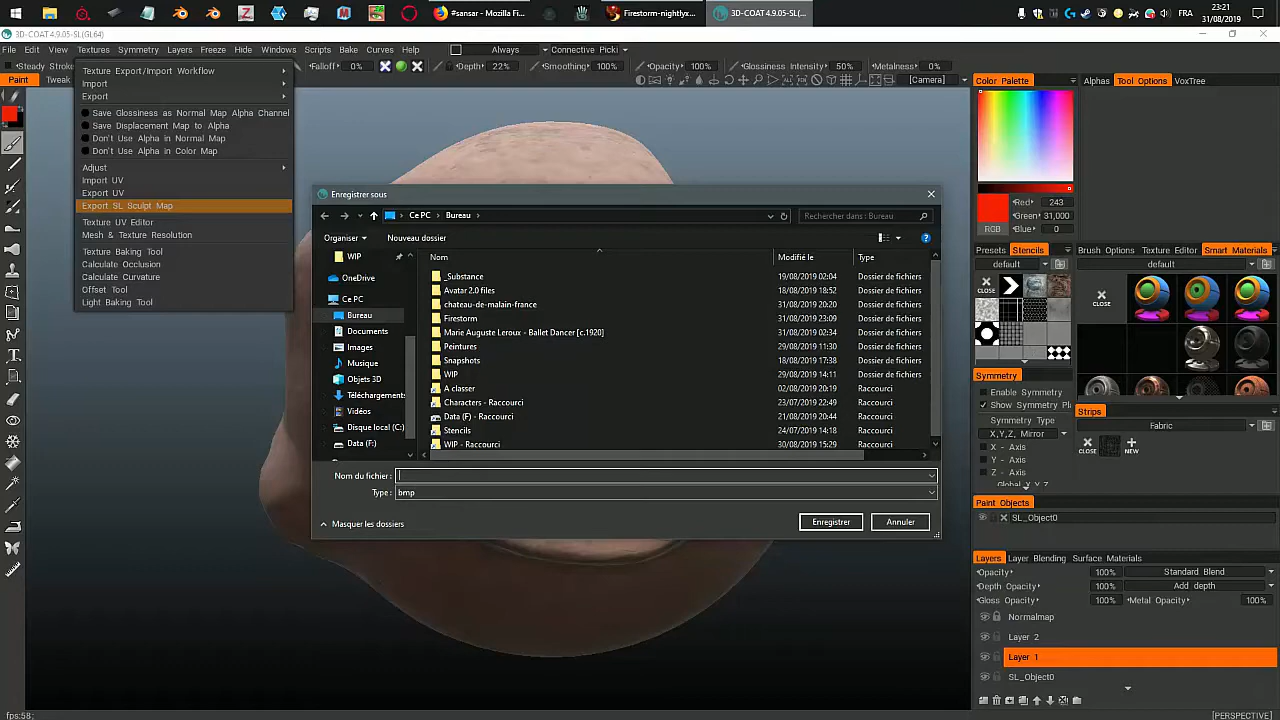 #sansar - Mozilla Fi...
Firestorm-nightlyx...
3D-COAT 4.9.05-SL(...
FRA
23:21
31/08/2019
3D-COAT 4.9.05-SL(GL64)
File Edit View Textures Symmetry Layers Freeze Hide Windows Scripts Bake Curves Help
Always
Connective Picki
Steady Strok
Falloff: 0%
Depth: 22%
Smoothing: 100%
Opacity: 100%
Glossiness Intensity: 50%
Metalness: 0%
Paint Tweak
[Camera]
Texture Export/Import Workflow
Import
Export
Save Glossiness as Normal Map Alpha Channel
Save Displacement Map to Alpha
Don't Use Alpha in Normal Map
Don't Use Alpha in Color Map
Adjust
Import UV
Export UV
Export SL Sculpt Map
Texture UV Editor
Mesh & Texture Resolution
Texture Baking Tool
Calculate Occlusion
Calculate Curvature
Offset Tool
Light Baking Tool
Enregistrer sous
Ce PC > Bureau >
Rechercher dans : Bureau
Organiser
Nouveau dossier
WIP
OneDrive
Ce PC
Bureau
Documents
Images
Musique
Objets 3D
Téléchargements
Vidéos
Disque local (C:)
Data (F:)
Nom Modifié le Type
_Substance 19/08/2019 02:04 Dossier de fichiers
Avatar 2.0 files 18/08/2019 18:52 Dossier de fichiers
chateau-de-malain-france 31/08/2019 20:20 Dossier de fichiers
Firestorm 31/08/2019 23:09 Dossier de fichiers
Marie Auguste Leroux - Ballet Dancer [c.1920] 31/08/2019 02:34 Dossier de fichiers
Peintures 29/08/2019 11:30 Dossier de fichiers
Snapshots 18/08/2019 17:38 Dossier de fichiers
WIP 29/08/2019 14:11 Dossier de fichiers
A classer 02/08/2019 20:19 Raccourci
Characters - Raccourci 23/07/2019 22:49 Raccourci
Data (F) - Raccourci 21/08/2019 20:44 Raccourci
Stencils 24/07/2019 14:18 Raccourci
WIP - Raccourci 30/08/2019 15:29 Raccourci
Nom du fichier :
Type : bmp
Masquer les dossiers
Enregistrer
Annuler
Color Palette
Red: 243
Green: 31,000
Blue: 0
RGB
Alphas Tool Options VoxTree
Presets Stencils
default
CLOSE
Brush Options Texture Editor Smart Materials
default
CLOSE
Symmetry
Enable Symmetry
Show Symmetry Pl
Symmetry Type
X,Y,Z, Mirror
X - Axis
Y - Axis
Z - Axis
Global X,Y,Z
Strips
Fabric
CLOSE
NEW
Paint Objects
SL_Object0
Layers Layer Blending Surface Materials
Opacity 100% Standard Blend
Depth Opacity 100% Add depth
Gloss Opacity 100% Metal Opacity 100%
Normalmap
Layer 2
Layer 1
SL_Object0
fps:58;
[PERSPECTIVE]